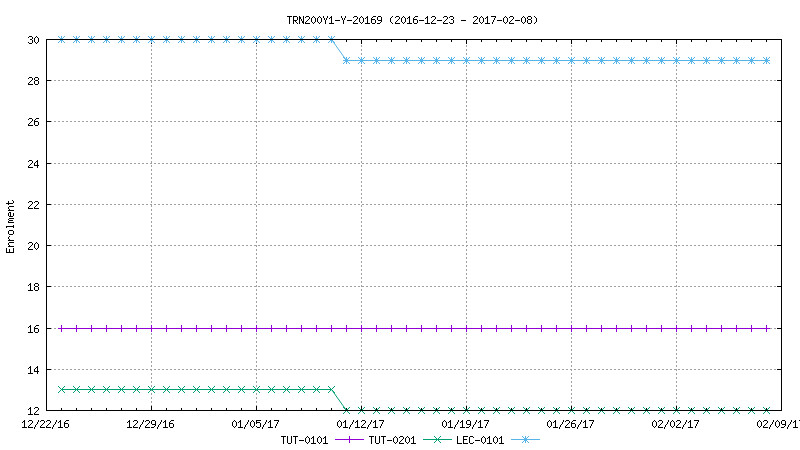 TRN200Y1-Y-20169 (2016-12-23 - 2017-02-08)
30
28
26
24
22
20
18
16
14
12
Enrolment
12/22/16 12/29/16 01/05/17 01/12/17 01/19/17 01/26/17 02/02/17 02/09/1
TUT-0101 TUT-0201 LEC-0101